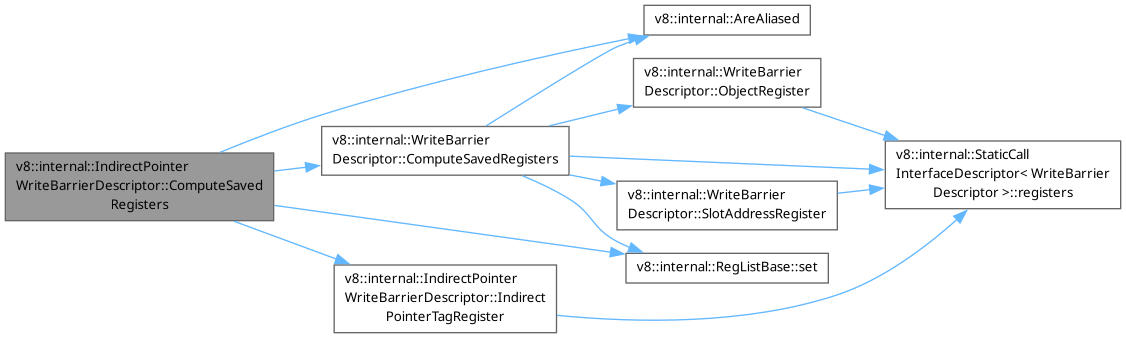 v8::internal::IndirectPointer
WriteBarrierDescriptor::ComputeSaved
Registers
v8::internal::WriteBarrier
Descriptor::ComputeSavedRegisters
v8::internal::IndirectPointer
WriteBarrierDescriptor::Indirect
PointerTagRegister
v8::internal::AreAliased
v8::internal::WriteBarrier
Descriptor::ObjectRegister
v8::internal::WriteBarrier
Descriptor::SlotAddressRegister
v8::internal::RegListBase::set
v8::internal::StaticCall
InterfaceDescriptor< WriteBarrier
Descriptor >::registers